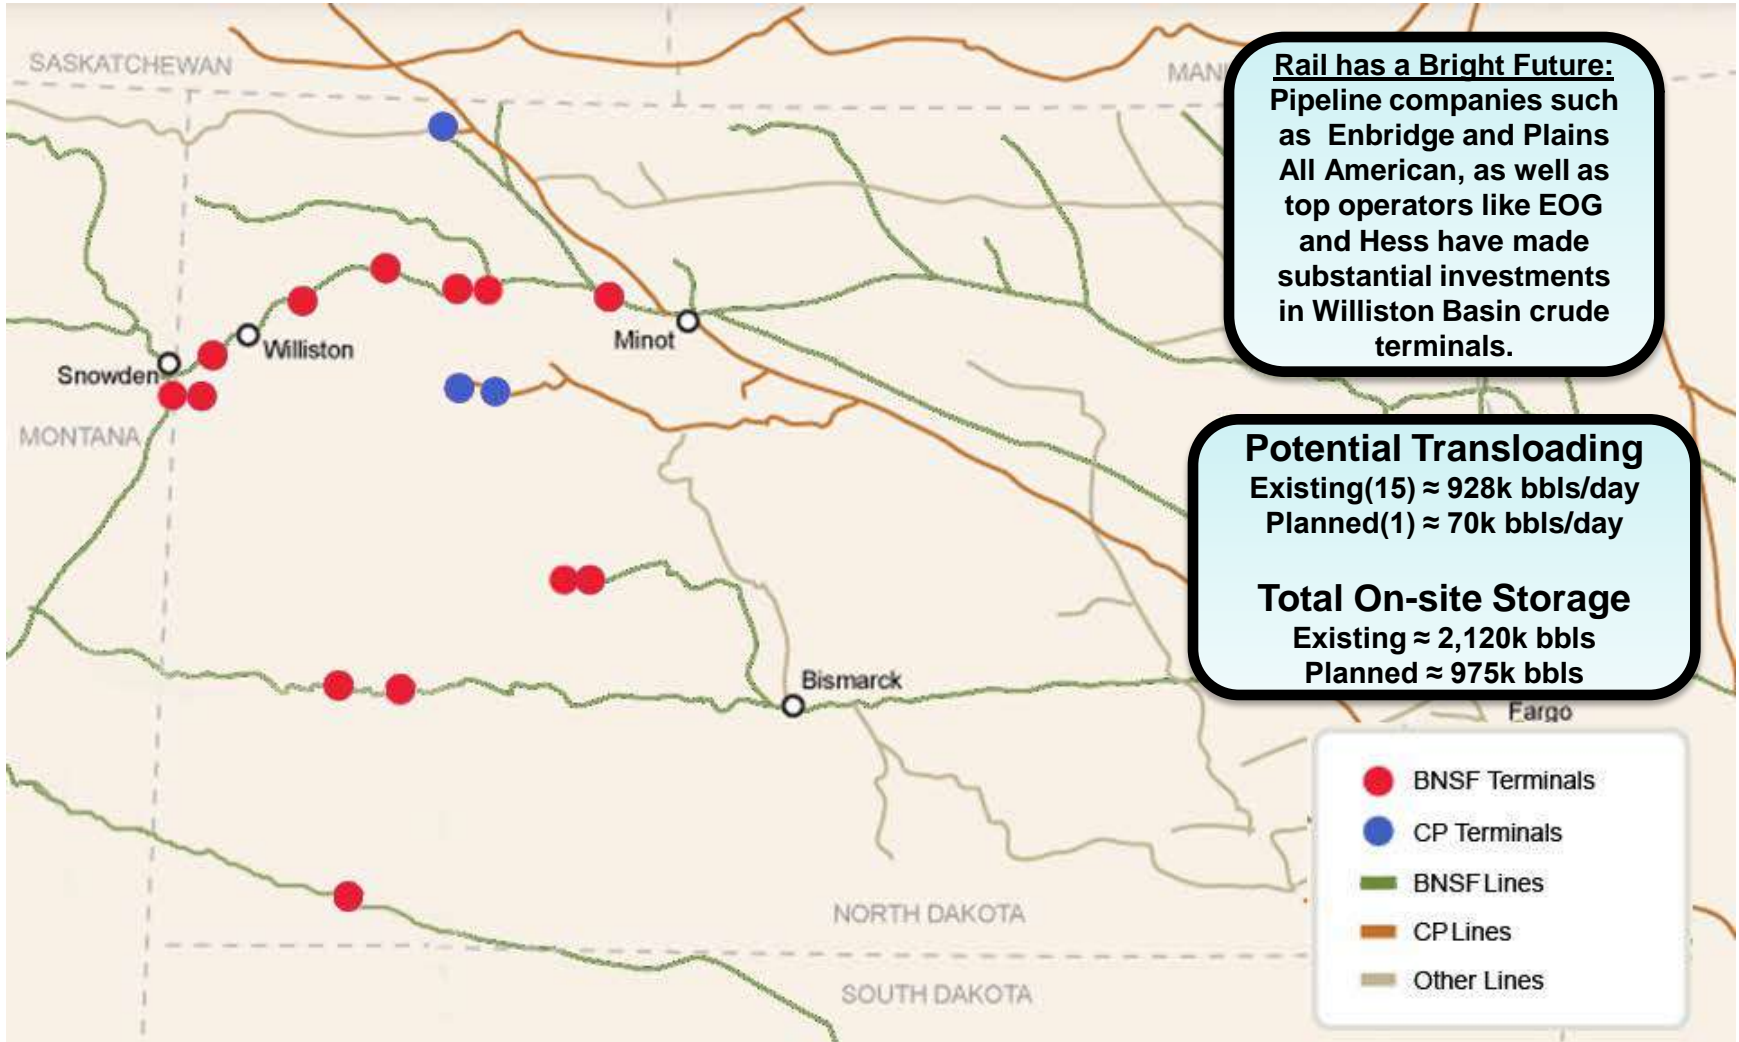 SASKATCHEWAN
Rail has a Bright Future:
Pipeline companies such
as Enbridge and Plains
All American, as well as
top operators like EOG
and Hess have made
substantial investments
in Williston Basin crude
terminals.
Minot
Williston
Snowden
MONTANA
Potential Transloading
Existing(15) ≈ 928k bbls/day
Planned(1) ≈ 70k bbls/day
Total On-site Storage
Existing ≈ 2,120k bbls
Planned ≈ 975k bbls
Bismarck
Fargo
BNSF Terminals
CP Terminals
BNSF Lines
CP Lines
Other Lines
NORTH DAKOTA
SOUTH DAKOTA